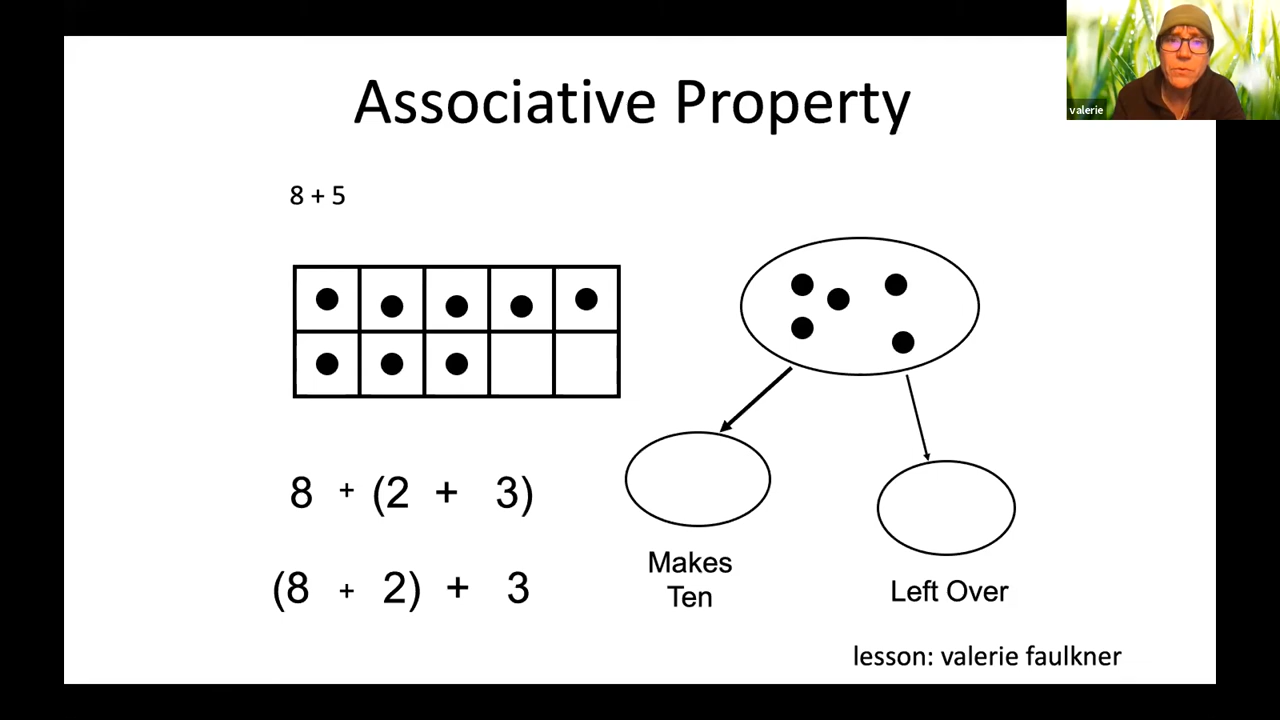 Associative Property
valerie
8 + 5
8 + (2 + 3)
(8 + 2) + 3
Makes
Ten
Left Over
lesson: valerie faulkner